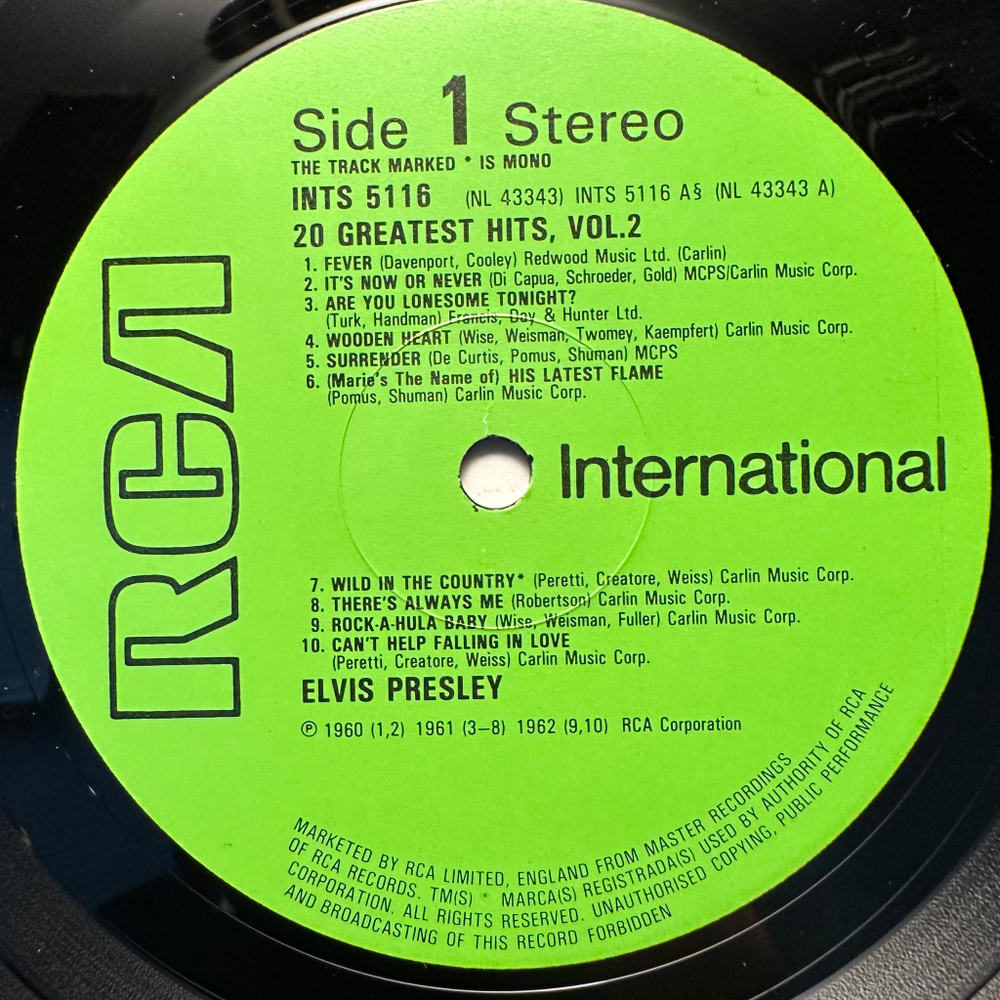 Side 1 Stereo
THE TRACK MARKED * IS MONO
INTS 5116 (NL 43343) INTS 5116 A§ (NL 43343 A)
20 GREATEST HITS, VOL.2
1. FEVER (Davenport, Cooley) Redwood Music Ltd. (Carlin)
2. IT'S NOW OR NEVER (Di Capua, Schroeder, Gold) MCPS/Carlin Music Corp.
3. ARE YOU LONESOME TONIGHT?
(Turk, Handman) Francis, Day & Hunter Ltd.
4. WOODEN HEART (Wise, Weisman, Twomey, Kaempfert) Carlin Music Corp.
5. SURRENDER (De Curtis, Pomus, Shuman) MCPS
6. (Marie's The Name of) HIS LATEST FLAME
(Pomus, Shuman) Carlin Music Corp.
RCA
International
7. WILD IN THE COUNTRY* (Peretti, Creatore, Weiss) Carlin Music Corp.
8. THERE'S ALWAYS ME (Robertson) Carlin Music Corp.
9. ROCK-A-HULA BABY (Wise, Weisman, Fuller) Carlin Music Corp.
10. CAN'T HELP FALLING IN LOVE
(Peretti, Creatore, Weiss) Carlin Music Corp.
ELVIS PRESLEY
℗ 1960 (1,2) 1961 (3–8) 1962 (9,10) RCA Corporation
MARKETED BY RCA LIMITED, ENGLAND FROM MASTER RECORDINGS
OF RCA RECORDS. TM(S) * MARCA(S) REGISTRADA(S) USED BY AUTHORITY OF RCA
CORPORATION. ALL RIGHTS RESERVED. UNAUTHORISED COPYING, PUBLIC PERFORMANCE
AND BROADCASTING OF THIS RECORD FORBIDDEN